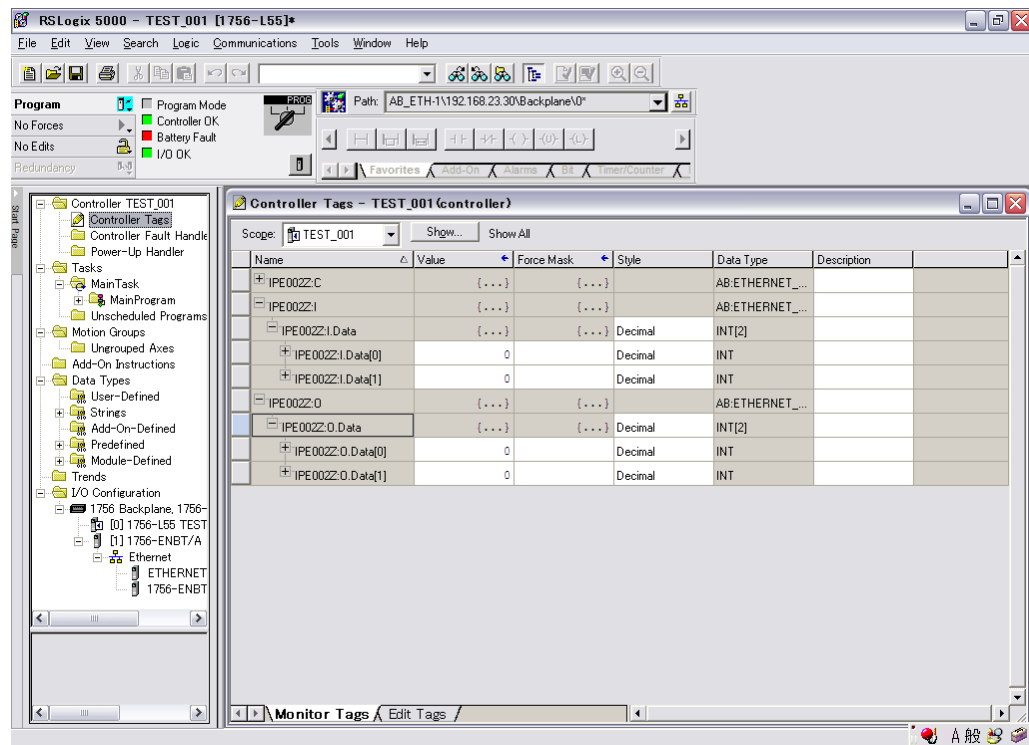 RSLogix 5000 - TEST_001 [1756-L55]*
File Edit View Search Logic Communications Tools Window Help
Program
Program Mode
No Forces
Controller OK
Battery Fault
No Edits
I/O OK
Redundancy
PROG
Path: AB_ETH-1\192.168.23.30\Backplane\0*
Favorites Add-On Alarms Bit Timer/Counter
Start Page
Controller TEST_001
Controller Tags
Controller Fault Handle
Power-Up Handler
Tasks
MainTask
MainProgram
Unscheduled Programs
Motion Groups
Ungrouped Axes
Add-On Instructions
Data Types
User-Defined
Strings
Add-On-Defined
Predefined
Module-Defined
Trends
I/O Configuration
1756 Backplane, 1756-
[0] 1756-L55 TEST
[1] 1756-ENBT/A
Ethernet
ETHERNET
1756-ENBT
Controller Tags - TEST_001(controller)
Scope: TEST_001 Show... Show All
Name Value Force Mask Style Data Type Description
IPE002Z:C {...} {...} AB:ETHERNET_...
IPE002Z:I {...} {...} AB:ETHERNET_...
IPE002Z:I.Data {...} {...} Decimal INT[2]
IPE002Z:I.Data[0] 0 Decimal INT
IPE002Z:I.Data[1] 0 Decimal INT
IPE002Z:O {...} {...} AB:ETHERNET_...
IPE002Z:O.Data {...} {...} Decimal INT[2]
IPE002Z:O.Data[0] 0 Decimal INT
IPE002Z:O.Data[1] 0 Decimal INT
Monitor Tags Edit Tags
A 般